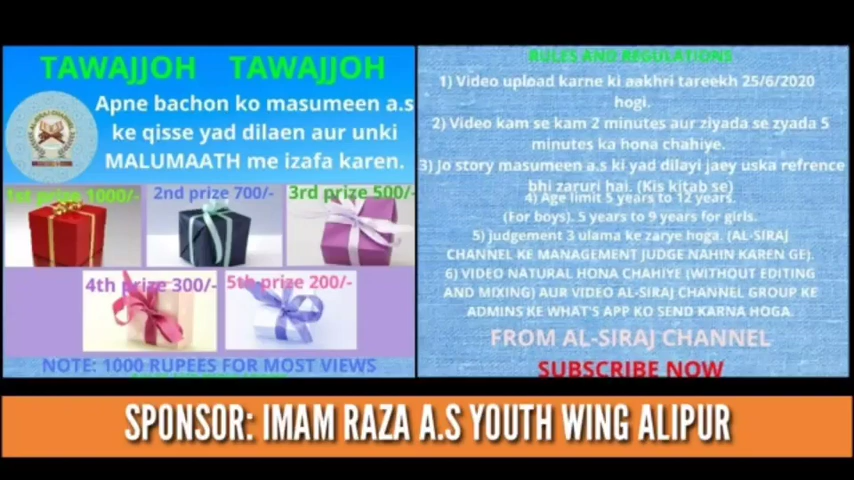 TAWAJJOH TAWAJJOH
Apne bachon ko masumeen a.s
ke qisse yad dilaen aur unki
MALUMAATH me izafa karen.
1st prize 1000/-
2nd prize 700/-
3rd prize 500/-
4th prize 300/-
5th prize 200/-
NOTE: 1000 RUPEES FOR MOST VIEWS
RULES AND REGULATIONS
1) Video upload karne ki aakhri tareekh 25/6/2020
hogi.
2) Video kam se kam 2 minutes aur ziyada se zyada 5
minutes ka hona chahiye.
3) Jo story masumeen a.s ki yad dilayi jaey uska refrence
bhi zaruri hai. (Kis kitab se)
4) Age limit 5 years to 12 years.
(For boys). 5 years to 9 years for girls.
5) Judgement 3 ulama ke zarye hoga. (AL-SIRAJ
CHANNEL KE MANAGEMENT JUDGE NAHIN KAREN GE).
6) VIDEO NATURAL HONA CHAHIYE (WITHOUT EDITING
AND MIXING) AUR VIDEO AL-SIRAJ CHANNEL GROUP KE
ADMINS KE WHAT'S APP KO SEND KARNA HOGA.
FROM AL-SIRAJ CHANNEL
SUBSCRIBE NOW
SPONSOR: IMAM RAZA A.S YOUTH WING ALIPUR